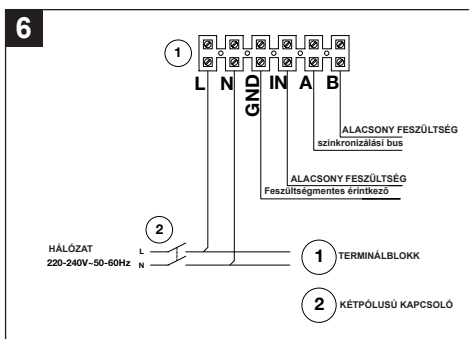 6
1
L N GND IN A B
ALACSONY FESZÜLTSÉG
szinkronizálási bus
ALACSONY FESZÜLTSÉG
Feszültségmentes érintkező
2
HÁLÓZAT
220-240V~50-60Hz
L
N
1 TERMINÁLBLOKK
2 KÉTPÓLUSÚ KAPCSOLÓ